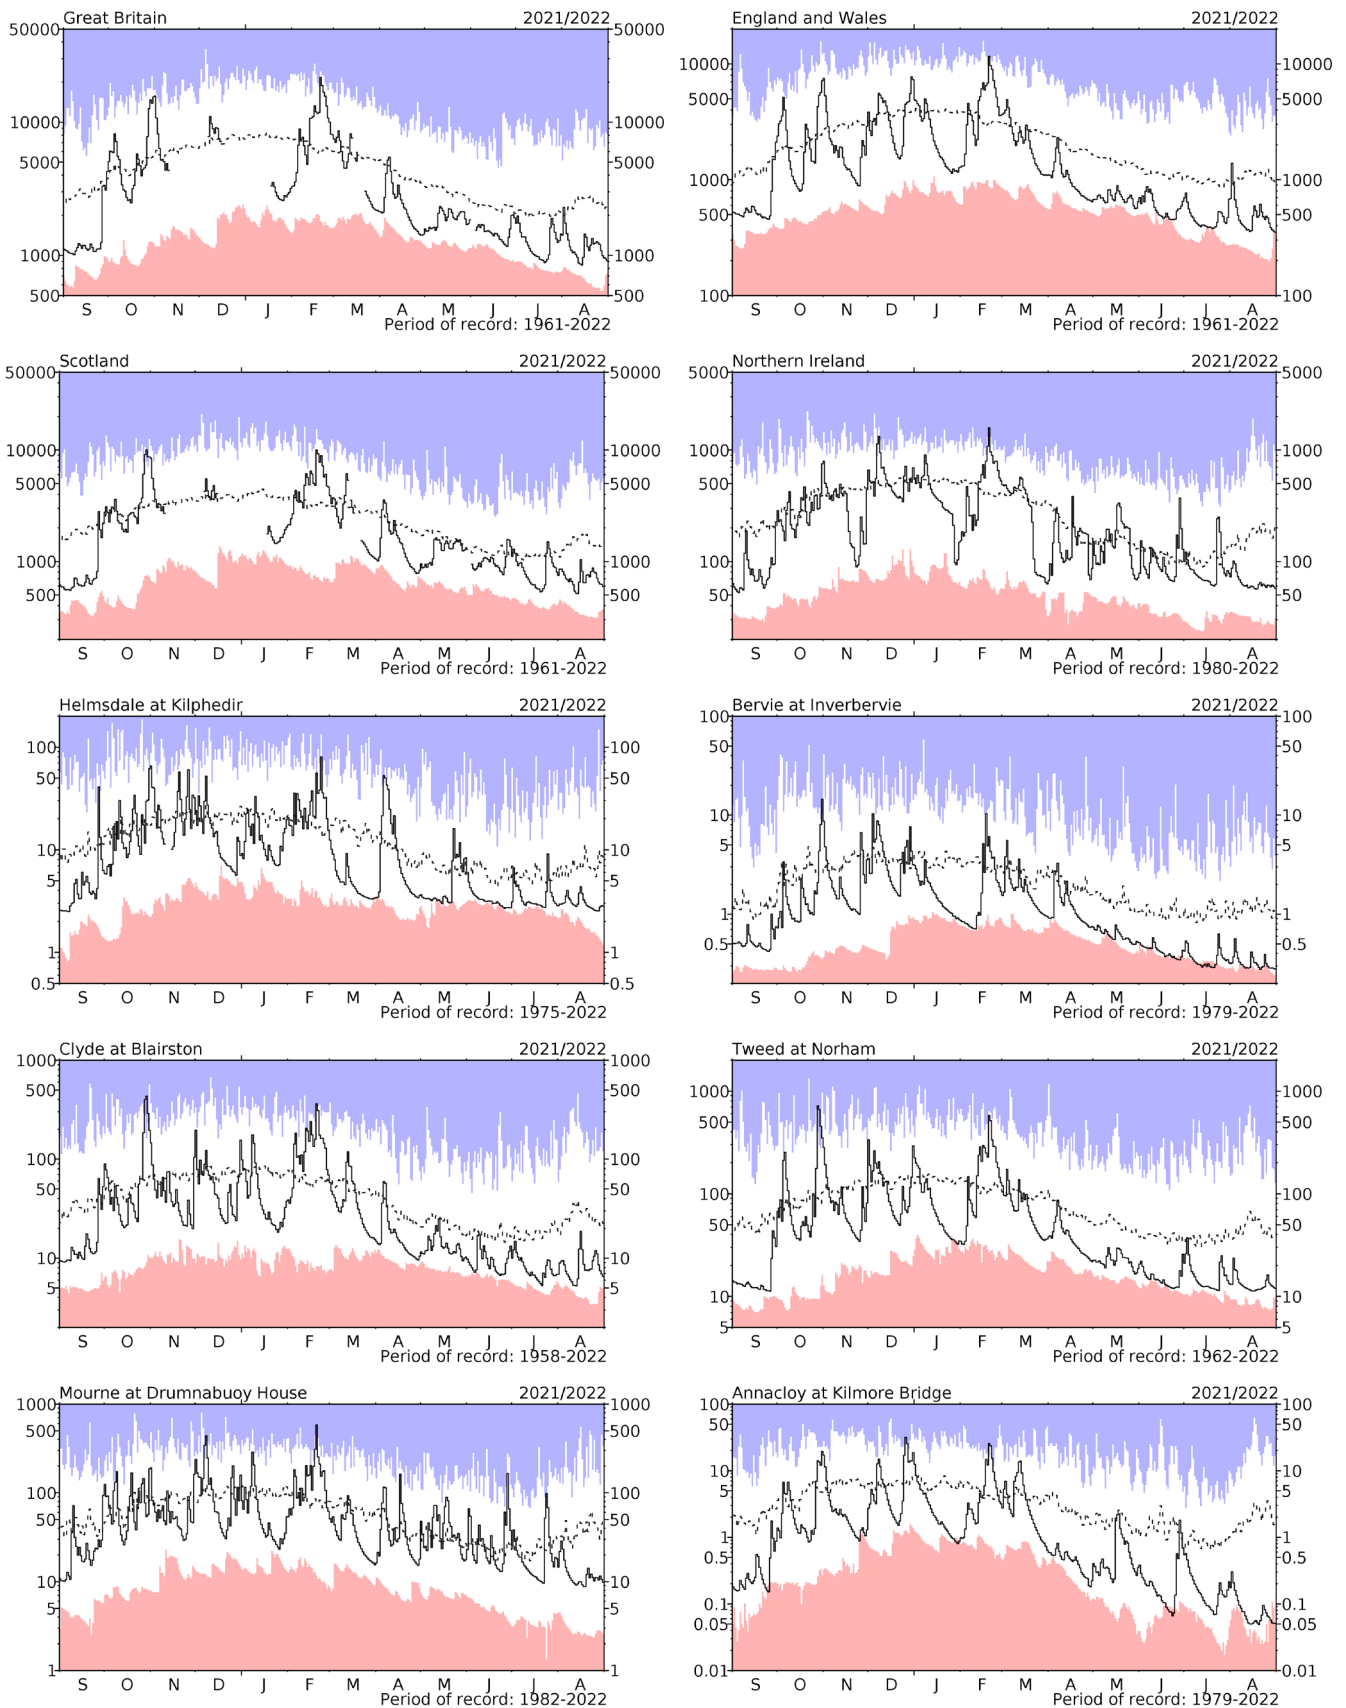 Great Britain 2021/2022
50000 50000
10000 10000
5000 5000
1000 1000
500 500
S O N D J F M A M J J A
Period of record: 1961-2022
England and Wales 2021/2022
10000 10000
5000 5000
1000 1000
500 500
100 100
S O N D J F M A M J J A
Period of record: 1961-2022
Scotland 2021/2022
50000 50000
10000 10000
5000 5000
1000 1000
500 500
S O N D J F M A M J J A
Period of record: 1961-2022
Northern Ireland 2021/2022
5000 5000
1000 1000
500 500
100 100
50 50
S O N D J F M A M J J A
Period of record: 1980-2022
Helmsdale at Kilphedir 2021/2022
100 100
50 50
10 10
5 5
1 1
0.5 0.5
S O N D J F M A M J J A
Period of record: 1975-2022
Bervie at Inverbervie 2021/2022
100 100
50 50
10 10
5 5
1 1
0.5 0.5
S O N D J F M A M J J A
Period of record: 1979-2022
Clyde at Blairston 2021/2022
1000 1000
500 500
100 100
50 50
10 10
5 5
S O N D J F M A M J J A
Period of record: 1958-2022
Tweed at Norham 2021/2022
1000 1000
500 500
100 100
50 50
10 10
5 5
S O N D J F M A M J J A
Period of record: 1962-2022
Mourne at Drumnabuoy House 2021/2022
1000 1000
500 500
100 100
50 50
10 10
5 5
1 1
S O N D J F M A M J J A
Period of record: 1982-2022
Annacloy at Kilmore Bridge 2021/2022
100 100
50 50
10 10
5 5
1 1
0.5 0.5
0.1 0.1
0.05 0.05
0.01 0.01
S O N D J F M A M J J A
Period of record: 1979-2022